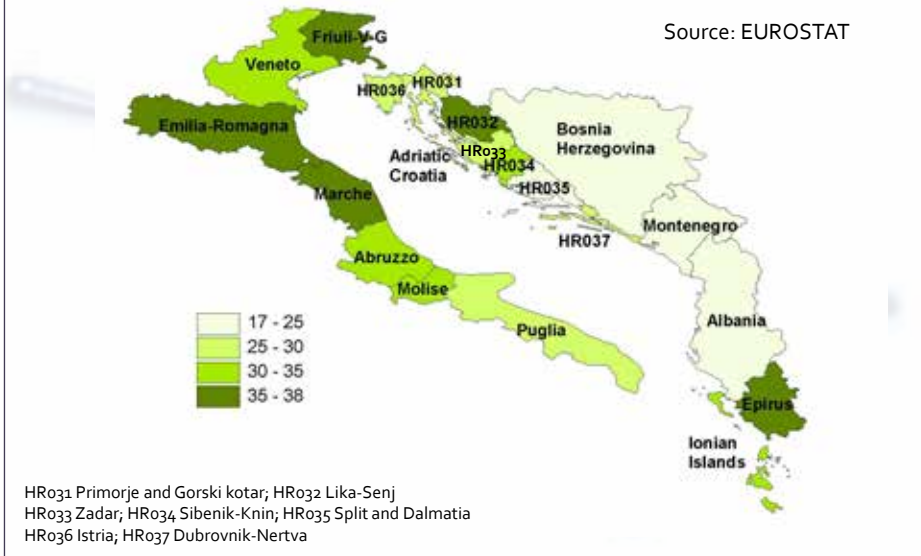 Source: EUROSTAT
Friuli-V-G
Veneto
HR036
HR031
Emilia-Romagna
HR032
HR033
HR034
Bosnia
Herzegovina
Adriatic
Croatia
HR035
Marche
HR037
Montenegro
Abruzzo
Molise
Puglia
Albania
17 - 25
25 - 30
30 - 35
35 - 38
Epirus
Ionian
Islands
HR031 Primorje and Gorski kotar; HR032 Lika-Senj
HR033 Zadar; HR034 Sibenik-Knin; HR035 Split and Dalmatia
HR036 Istria; HR037 Dubrovnik-Nertva